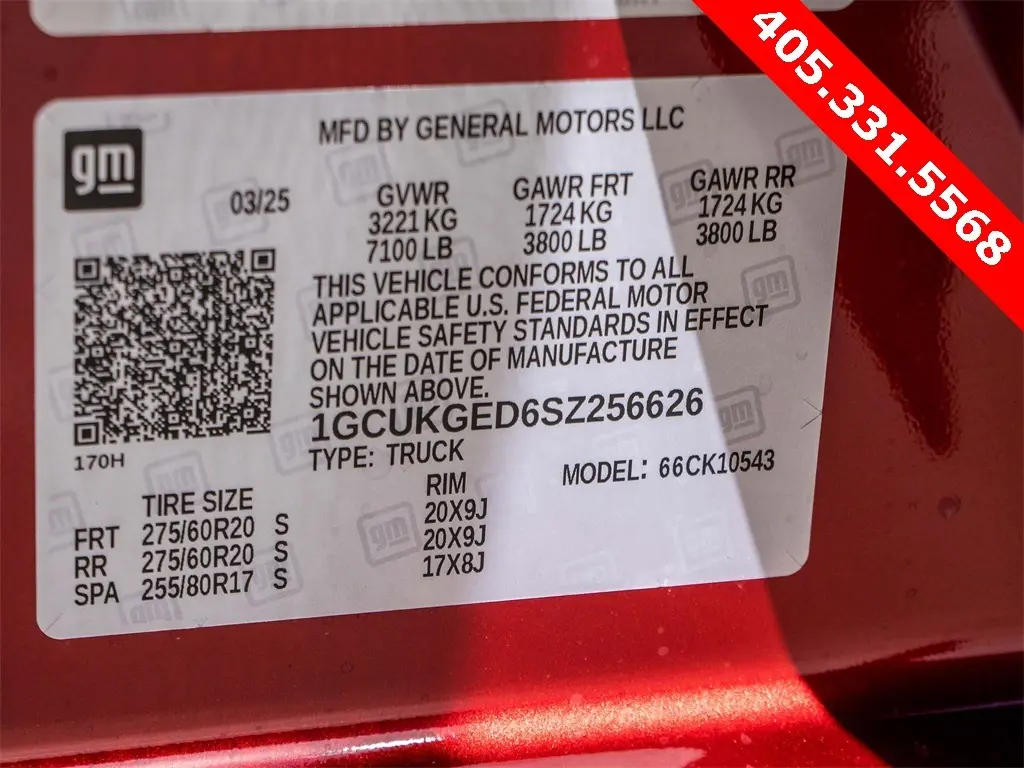 405.331.5568
gm
MFD BY GENERAL MOTORS LLC
03/25
GVWR
3221 KG
7100 LB
GAWR FRT
1724 KG
3800 LB
GAWR RR
1724 KG
3800 LB
THIS VEHICLE CONFORMS TO ALL
APPLICABLE U.S. FEDERAL MOTOR
VEHICLE SAFETY STANDARDS IN EFFECT
ON THE DATE OF MANUFACTURE
SHOWN ABOVE.
1GCUKGED6SZ256626
170H
TYPE: TRUCK
MODEL: 66CK10543
TIRE SIZE
RIM
FRT 275/60R20 S 20X9J
RR 275/60R20 S 20X9J
SPA 255/80R17 S 17X8J